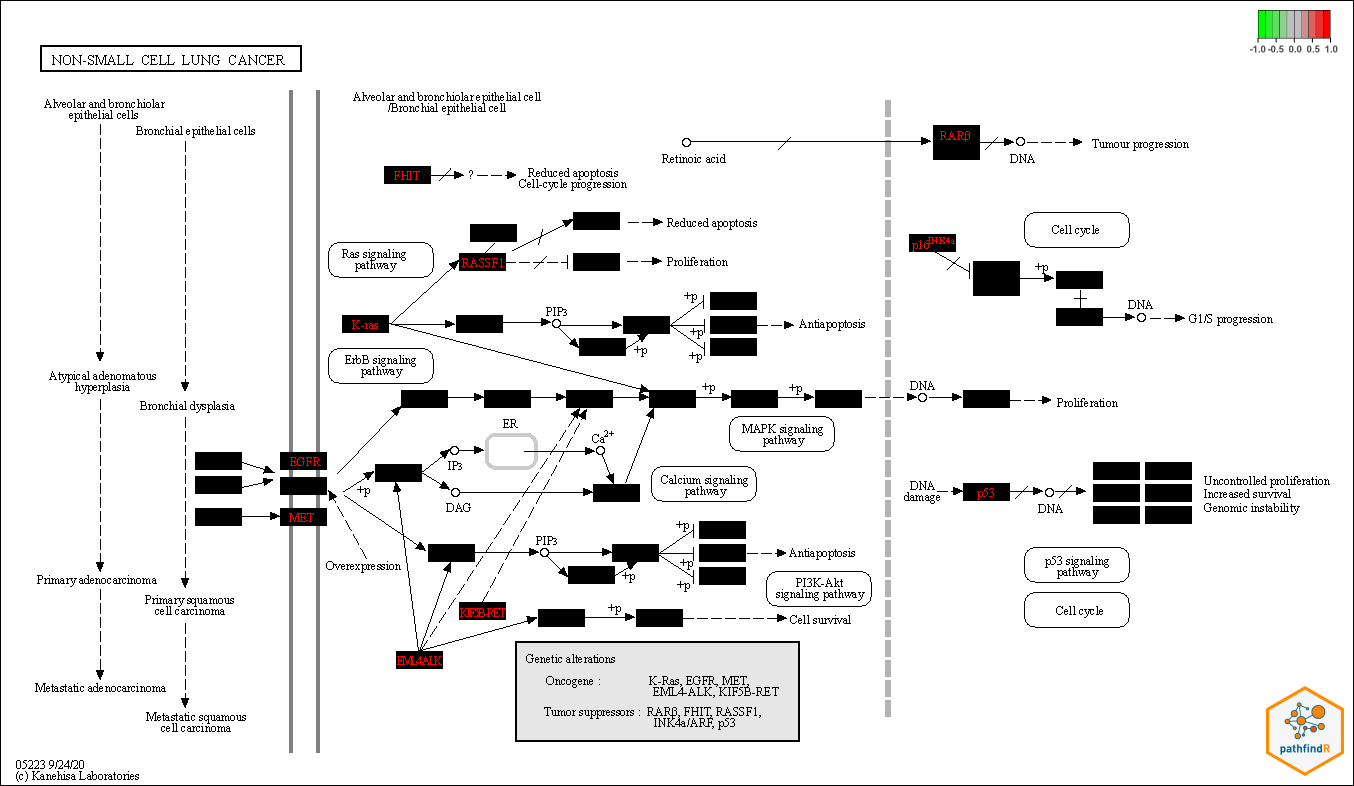 -1.0 -0.5 0.0 0.5 1.0
NON-SMALL CELL LUNG CANCER
Alveolar and bronchiolar
epithelial cells
Bronchial epithelial cells
Alveolar and bronchiolar epithelial cell
/Bronchial epithelial cell
Retinoic acid
RARβ
DNA
Tumour progression
FHIT
?
Reduced apoptosis
Cell-cycle progression
Reduced apoptosis
Ras signaling
pathway
RASSF1
Proliferation
p16INK4a
Cell cycle
+p
K-ras
PIP3
+p
+p
+p
+p
Antiapoptosis
DNA
G1/S progression
ErbB signaling
pathway
Atypical adenomatous
hyperplasia
Bronchial dysplasia
+p
+p
DNA
Proliferation
MAPK signaling
pathway
ER
Ca2+
IP3
DAG
+p
Calcium signaling
pathway
EGFR
MET
Overexpression
DNA
damage
p53
DNA
Uncontrolled proliferation
Increased survival
Genomic instability
PIP3
+p
+p
+p
+p
Antiapoptosis
PI3K-Akt
signaling pathway
p53 signaling
pathway
Cell cycle
Primary adenocarcinoma
Primary squamous
cell carcinoma
KIF5B-RET
+p
Cell survival
EML4ALK
Genetic alterations
Oncogene : K-Ras, EGFR, MET,
EML4-ALK, KIF5B-RET
Tumor suppressors : RARβ, FHIT, RASSF1,
INK4a/ARF, p53
Metastatic adenocarcinoma
Metastatic squamous
cell carcinoma
pathfindR
05223 9/24/20
(c) Kanehisa Laboratories